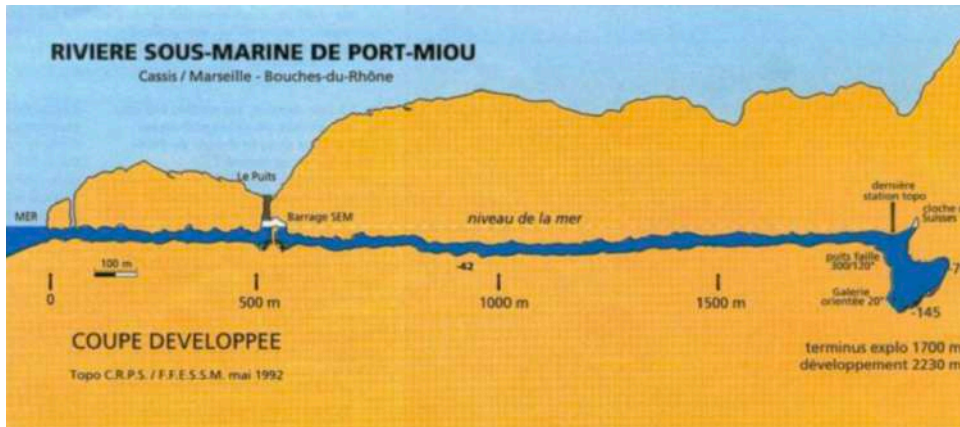 RIVIERE SOUS-MARINE DE PORT-MIOU
Cassis / Marseille - Bouches-du-Rhône
Le Puits
MER
Barrage SEM
niveau de la mer
dernière
station topo
cloche
Suisses
100 m
-42
puits faille
300/120°
-7
Galerie
orientée 20°
-145
0
500 m
1000 m
1500 m
COUPE DEVELOPPEE
Topo C.R.P.S. / F.F.E.S.S.M. mai 1992
terminus explo 1700 m
développement 2230 m